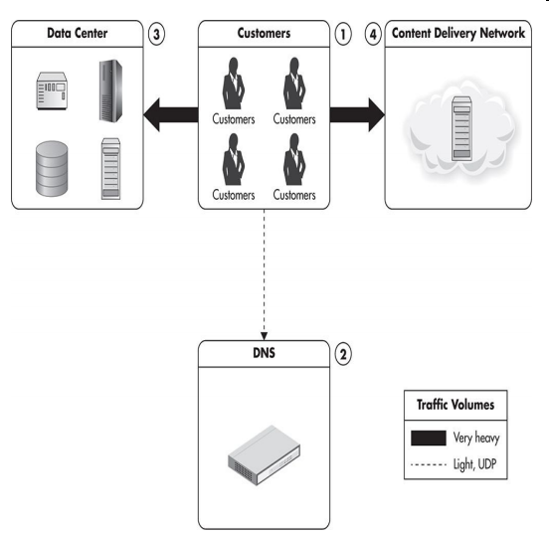 Data Center
3
Customers
1
4
Content Delivery Network
Customers
Customers
Customers
Customers
DNS
2
Traffic Volumes
Very heavy
Light, UDP